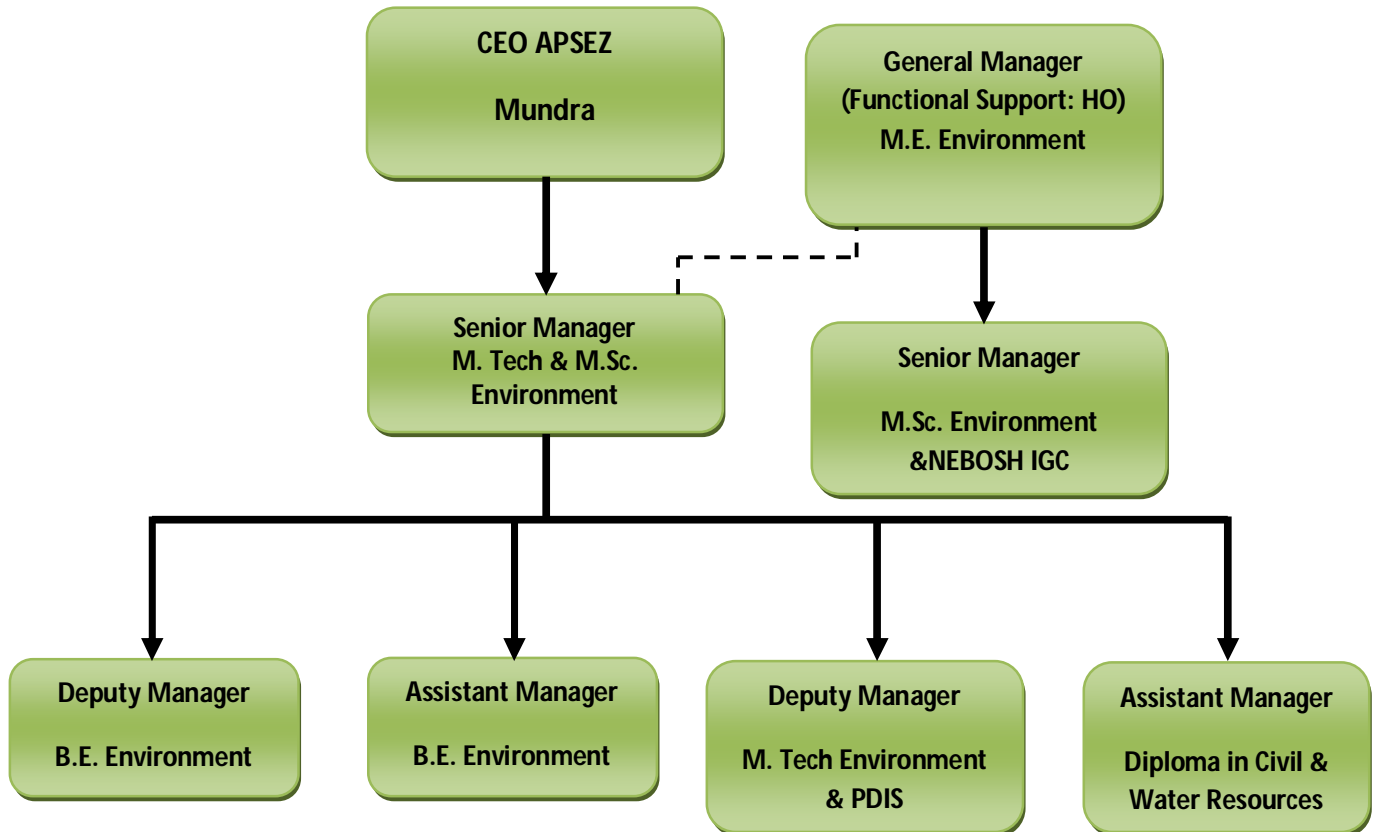 CEO APSEZ
Mundra
General Manager
(Functional Support: HO)
M.E. Environment
Senior Manager
M. Tech & M.Sc.
Environment
Senior Manager
M.Sc. Environment
&NEBOSH IGC
Deputy Manager
B.E. Environment
Assistant Manager
B.E. Environment
Deputy Manager
M. Tech Environment
& PDIS
Assistant Manager
Diploma in Civil &
Water Resources